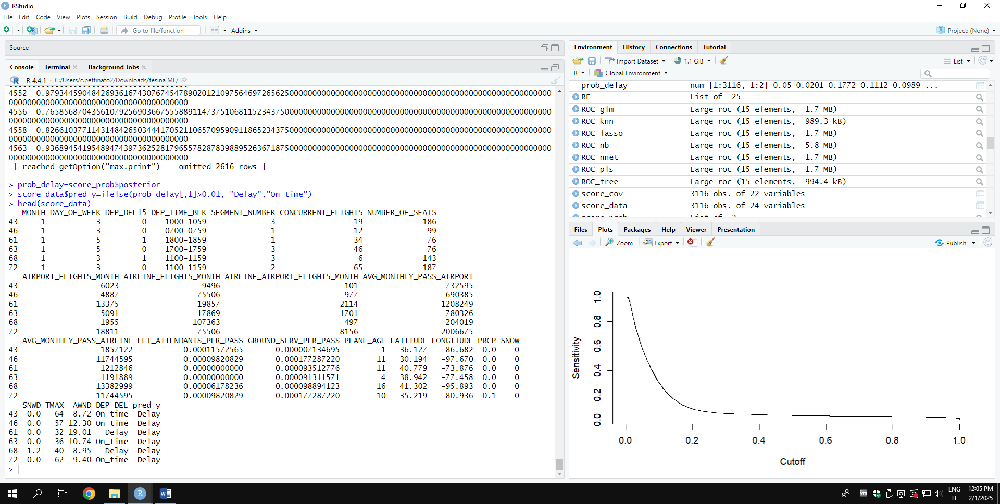 RStudio
File Edit Code View Plots Session Build Debug Profile Tools Help
Go to file/function Addins Project: (None)
Source
Console Terminal Background Jobs
R 4.4.1 · C:/Users/c.pettinato2/Downloads/tesina ML/
[ reached getOption("max.print") -- omitted 2616 rows ]
> prob_delay=score_prob$posterior
> score_data$pred_y=ifelse(prob_delay[,1]>0.01, "Delay","On_time")
> head(score_data)
MONTH DAY_OF_WEEK DEP_DEL15 DEP_TIME_BLK SEGMENT_NUMBER CONCURRENT_FLIGHTS NUMBER_OF_SEATS
43 1 3 0 1000-1059 3 19 186
46 1 3 0 0700-0759 1 12 99
61 1 5 1 1800-1859 1 34 76
63 1 5 0 1700-1759 3 46 76
68 1 3 1 1100-1159 3 6 143
72 1 3 0 1100-1159 2 65 187
AIRPORT_FLIGHTS_MONTH AIRLINE_FLIGHTS_MONTH AIRLINE_AIRPORT_FLIGHTS_MONTH AVG_MONTHLY_PASS_AIRPORT
43 6023 9496 101 732595
46 4887 75506 977 690385
61 13375 19857 2114 1208249
63 5091 17869 1701 780326
68 1955 107363 497 204019
72 18811 75506 8156 2006675
AVG_MONTHLY_PASS_AIRLINE FLT_ATTENDANTS_PER_PASS GROUND_SERV_PER_PASS PLANE_AGE LATITUDE LONGITUDE PRCP SNOW
43 1857122 0.00011572565 0.000007134695 1 36.127 -86.682 0.0 0
46 11744595 0.00009820829 0.000177287220 11 30.194 -97.670 0.0 0
61 1212846 0.00000000000 0.000093512776 11 40.779 -73.876 0.0 0
63 1191889 0.00000000000 0.000091311571 4 38.942 -77.458 0.0 0
68 13382999 0.00006178236 0.000098894123 16 41.302 -95.893 0.0 0
72 11744595 0.00009820829 0.000177287220 10 35.219 -80.936 0.1 0
SNWD TMAX AWND DEP_DEL pred_y
43 0.0 64 8.72 On_time Delay
46 0.0 57 12.30 On_time Delay
61 0.0 32 19.01 Delay Delay
63 0.0 36 10.74 On_time Delay
68 1.2 40 8.95 Delay Delay
72 0.0 62 9.40 On_time Delay
>
Environment History Connections Tutorial
Import Dataset 1.1 GiB List
R Global Environment
prob_delay num [1:3116, 1:2] 0.05 0.0201 0.1772 0.1112 0.0989 ...
RF List of 25
ROC_glm Large roc (15 elements, 1.7 MB)
ROC_knn Large roc (15 elements, 989.3 kB)
ROC_lasso Large roc (15 elements, 1.7 MB)
ROC_nb Large roc (15 elements, 5.8 MB)
ROC_nnet Large roc (15 elements, 1.7 MB)
ROC_pls Large roc (15 elements, 1.7 MB)
ROC_tree Large roc (15 elements, 994.4 kB)
score_cov 3116 obs. of 22 variables
score_data 3116 obs. of 24 variables
Files Plots Packages Help Viewer Presentation
Zoom Export Publish
Sensitivity
1.0
0.8
0.6
0.4
0.2
0.0
0.0 0.2 0.4 0.6 0.8 1.0
Cutoff
ENG
IT
12:05 PM
2/1/2025